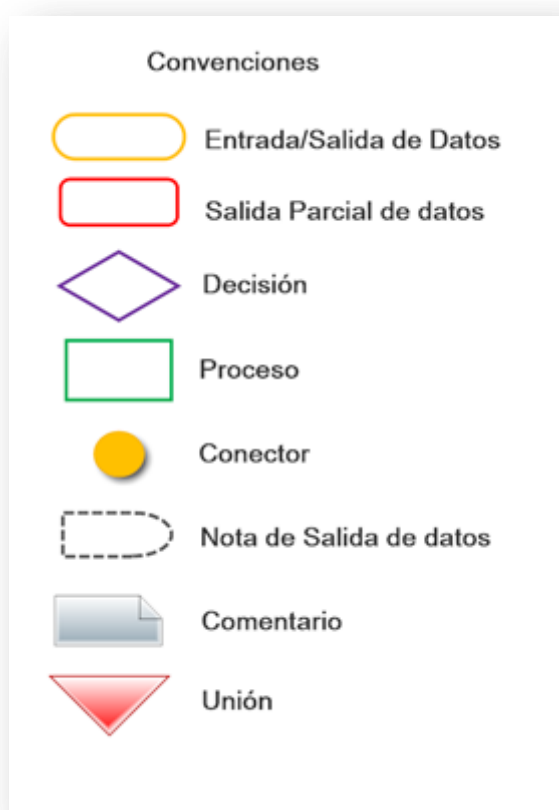 Convenciones
Entrada/Salida de Datos
Salida Parcial de datos
Decisión
Proceso
Conector
Nota de Salida de datos
Comentario
Unión